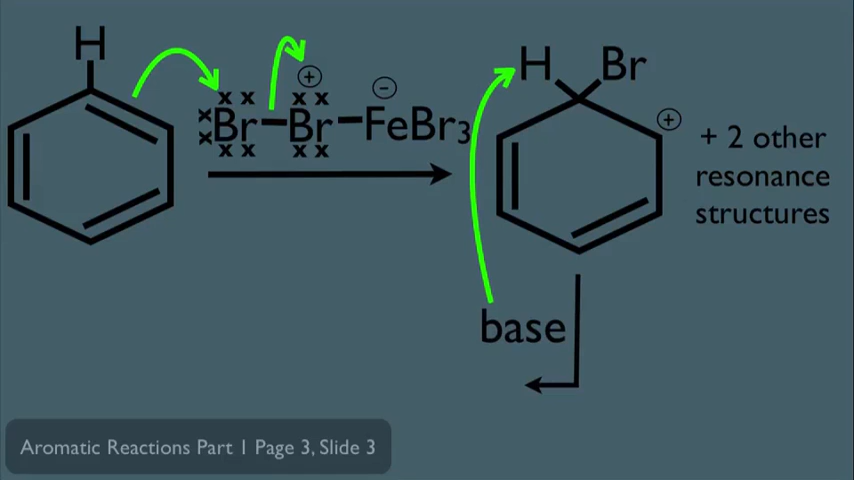 H
Br
Br
⊕
FeBr3
⊖
H
Br
⊕
+ 2 other
resonance
structures
base
Aromatic Reactions Part 1 Page 3, Slide 3